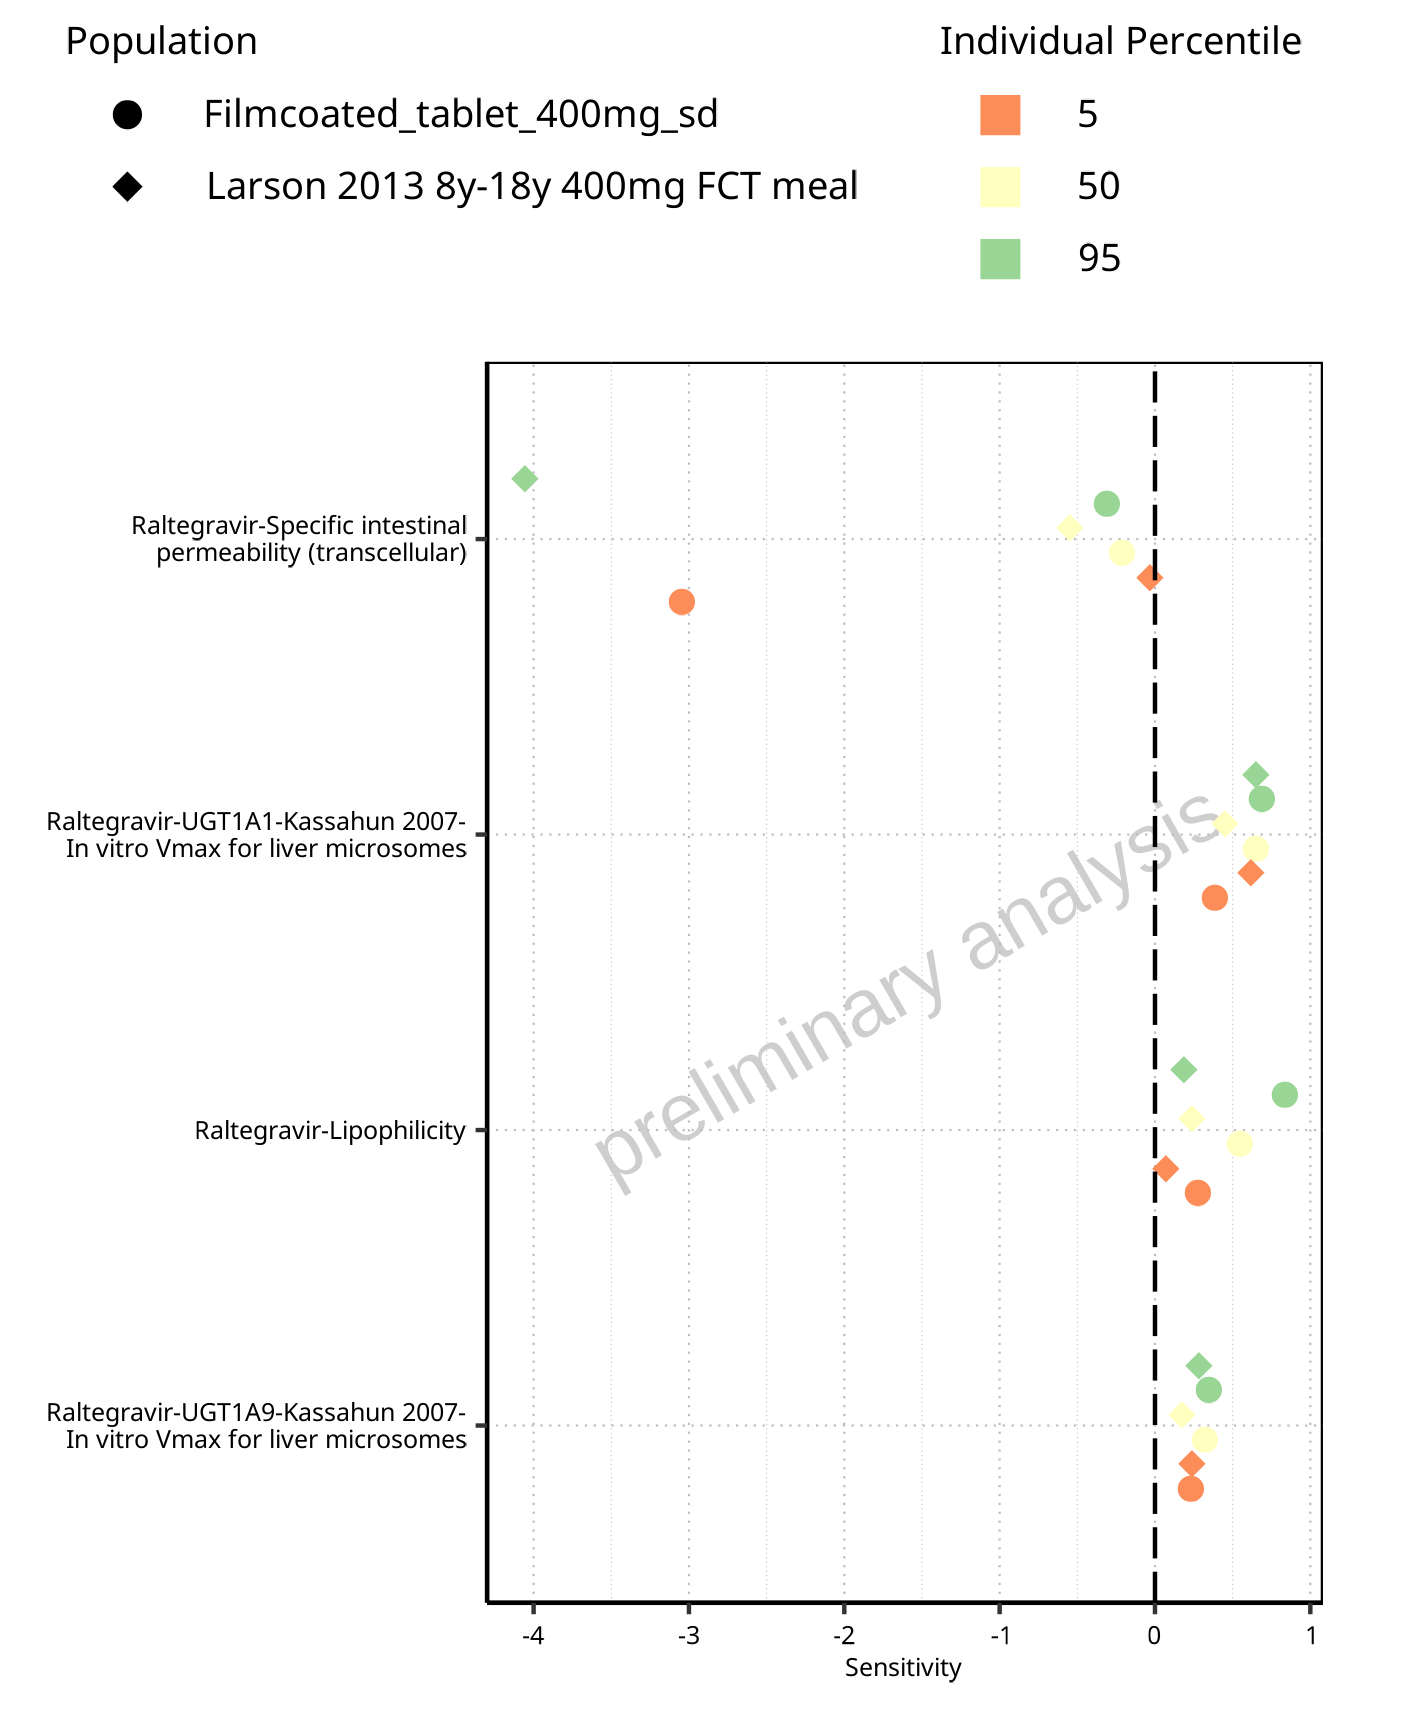 Population
Filmcoated_tablet_400mg_sd
Larson 2013 8y-18y 400mg FCT meal
Individual Percentile
5
50
95
Raltegravir-Specific intestinal
permeability (transcellular)
Raltegravir-UGT1A1-Kassahun 2007-
In vitro Vmax for liver microsomes
Raltegravir-Lipophilicity
Raltegravir-UGT1A9-Kassahun 2007-
In vitro Vmax for liver microsomes
preliminary analysis
-4
-3
-2
-1
0
1
Sensitivity